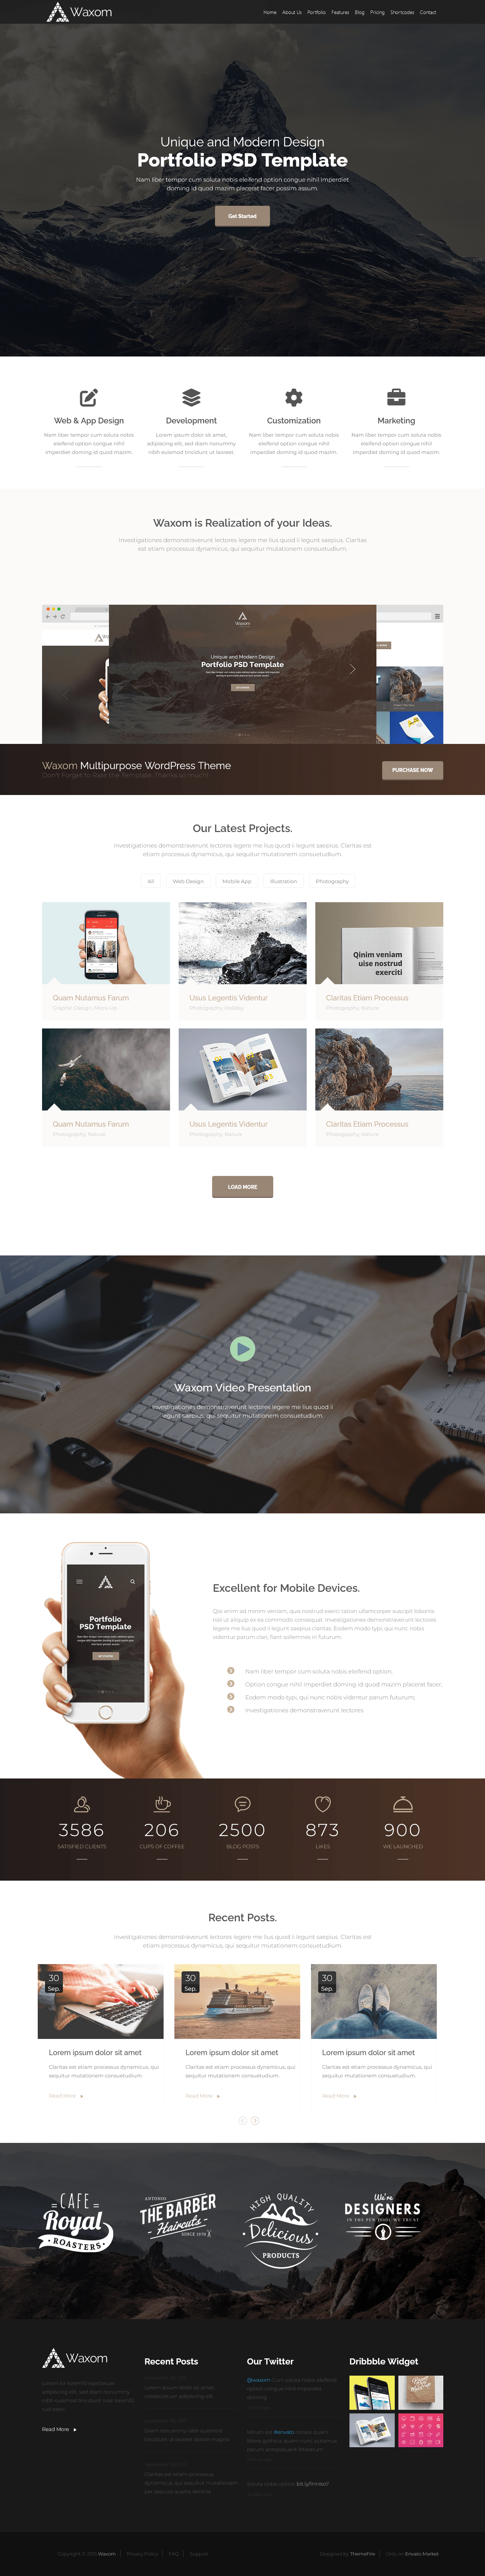 Waxom
Home About Us Portfolio Features Blog Pricing Shortcodes Contact
Unique and Modern Design
Portfolio PSD Template
Nam liber tempor cum soluta nobis eleifend option congue nihil imperdiet
doming id quod mazim placerat facer possim assum.
Get Started
Web & App Design
Nam liber tempor cum soluta nobis
eleifend option congue nihil
imperdiet doming id quod mazim.
Development
Lorem ipsum dolor sit amet,
adipiscing elit, sed diam nonummy
nibh euismod tincidunt ut laoreet.
Customization
Nam liber tempor cum soluta nobis
eleifend option congue nihil
imperdiet doming id quod mazim.
Marketing
Nam liber tempor cum soluta nobis
eleifend option congue nihil
imperdiet doming id quod mazim.
Waxom is Realization of your Ideas.
Investigationes demonstraverunt lectores legere me lius quod ii legunt saepius. Claritas
est etiam processus dynamicus, qui sequitur mutationem consuetudium.
Waxom
Unique and Modern Design
Portfolio PSD Template
Waxom Multipurpose WordPress Theme
Don't Forget to Rate the Template. Thanks so much!
PURCHASE NOW
Our Latest Projects.
Investigationes demonstraverunt lectores legere me lius quod ii legunt saepius. Claritas est
etiam processus dynamicus, qui sequitur mutationem consuetudium.
All Web Design Mobile App Illustration Photography
Qinim veniam
uise nostrud
exerciti
Quam Nutamus Farum
Graphic Design, Mock-Up
Usus Legentis Videntur
Photography, Holiday
Claritas Etiam Processus
Photography, Nature
Quam Nutamus Farum
Photography, Nature
Usus Legentis Videntur
Photography, Nature
Claritas Etiam Processus
Photography, Nature
LOAD MORE
Waxom Video Presentation
Investigationes demonstraverunt lectores legere me lius quod ii
legunt saepius, qui sequitur mutationem consuetudium.
Portfolio
PSD Template
Excellent for Mobile Devices.
Qui enim ad minim veniam, quis nostrud exerci tation ullamcorper suscipit lobortis
nisl ut aliquip ex ea commodo consequat. Investigationes demonstraverunt lectores
legere me lius quod ii legunt saepius claritas. Eodem modo typi, qui nunc nobis
videntur parum clari, fiant sollemnes in futurum.
Nam liber tempor cum soluta nobis eleifend option;
Option congue nihil imperdiet doming id quod mazim placerat facer;
Eodem modo typi, qui nunc nobis videntur parum futurum;
Investigationes demonstraverunt lectores
3586
SATISFIED CLIENTS
206
CUPS OF COFFEE
2500
BLOG POSTS
873
LIKES
900
WE LAUNCHED
Recent Posts.
Investigationes demonstraverunt lectores legere me lius quod ii legunt saepius. Claritas est
etiam processus dynamicus, qui sequitur mutationem consuetudium.
30
Sep.
30
Sep.
30
Sep.
Lorem ipsum dolor sit amet
Claritas est etiam processus dynamicus, qui
sequitur mutationem consuetudium.
Read More
Lorem ipsum dolor sit amet
Claritas est etiam processus dynamicus, qui
sequitur mutationem consuetudium.
Read More
Lorem ipsum dolor sit amet
Claritas est etiam processus dynamicus, qui
sequitur mutationem consuetudium.
Read More
CAFE
Royal
ROASTERS
ANTONIO
THE BARBER
Haircuts
SINCE 1970
HIGH QUALITY
Delicious
PRODUCTS
We're
DESIGNERS
IN THE PEN TOOL WE TRUST
Waxom
Read More
Recent Posts
Our Twitter
@waxom
#envato
bit.ly/1Hniso7
Dribbble Widget
Copyright © 2015 Waxom Privacy Policy FAQ Support
Designed by ThemeFire Only on Envato Market